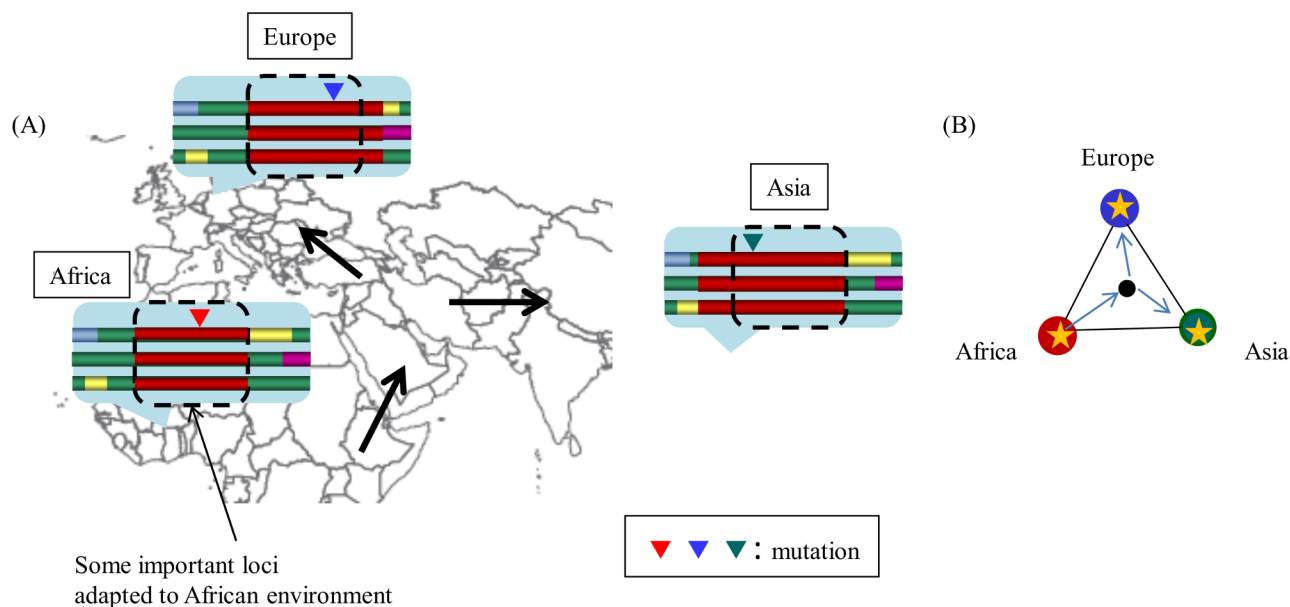 (A)
Europe
Africa
Asia
Some important loci
adapted to African environment
: mutation
(B)
Europe
Africa
Asia